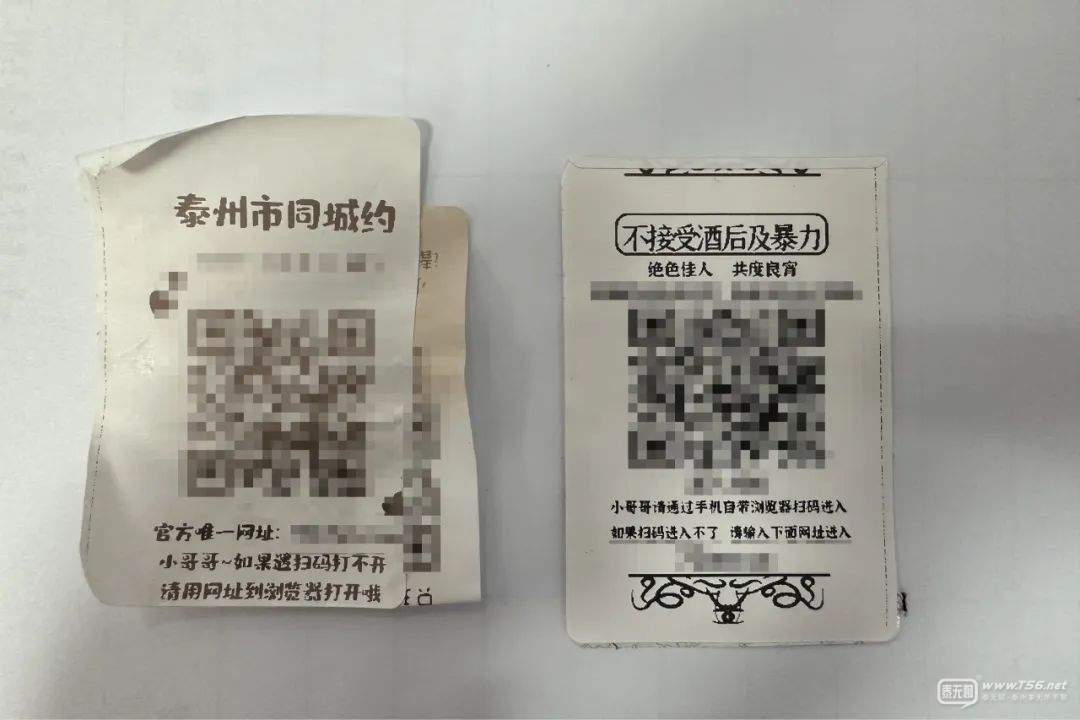 泰州市同城约
官方唯一网址:
小哥哥~如果遇扫码打不开
请用网址到浏览器打开哦
不接受酒后及暴力
绝色佳人 共度良宵
小哥哥请通过手机自带浏览器扫码进入
如果扫码进入不了 请输入下面网址进入
泰无聊
www.T56.net